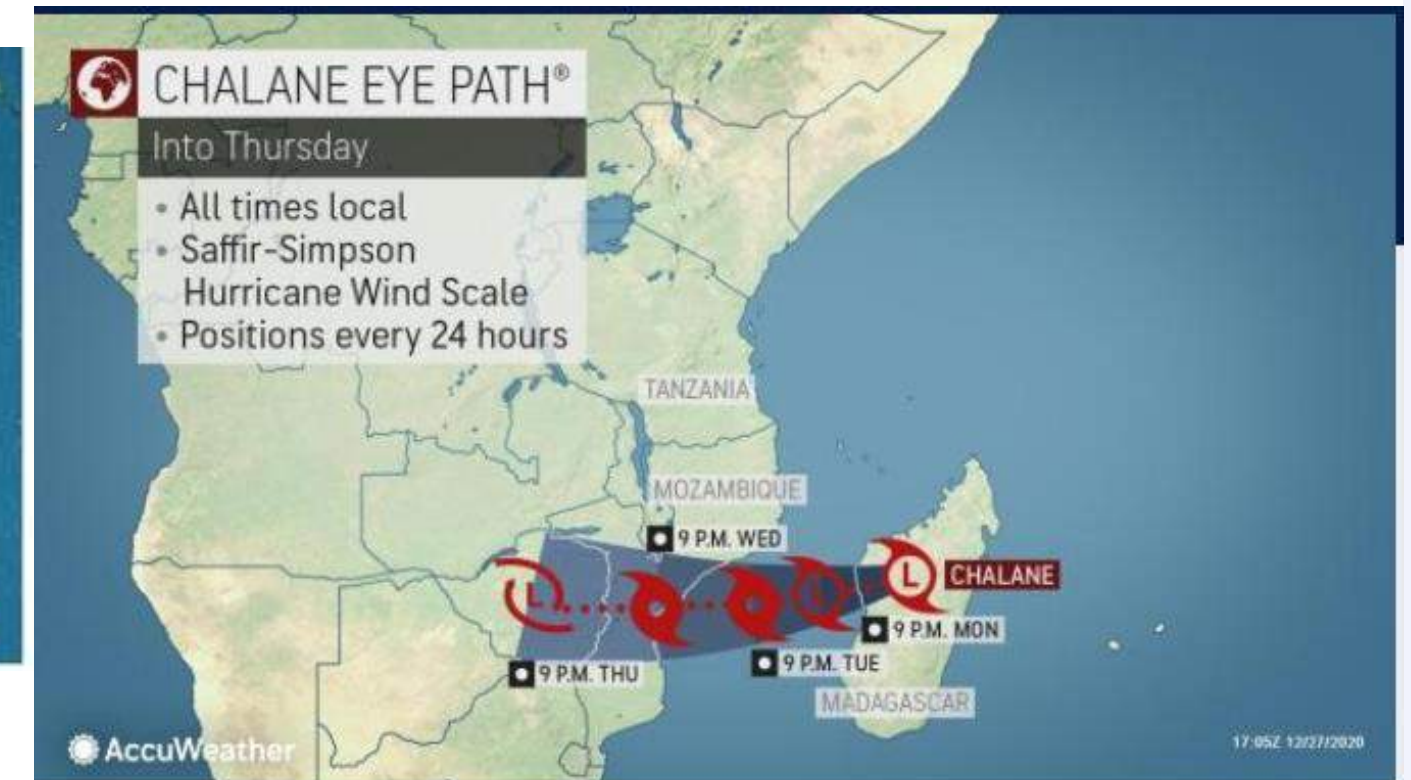 CHALANE EYE PATH®
Into Thursday
• All times local
• Saffir-Simpson
Hurricane Wind Scale
• Positions every 24 hours
TANZANIA
MOZAMBIQUE
9 P.M. WED
L
L
L
CHALANE
9 P.M. MON
9 P.M. TUE
9 P.M. THU
MADAGASCAR
AccuWeather
17:05Z 12/27/2020